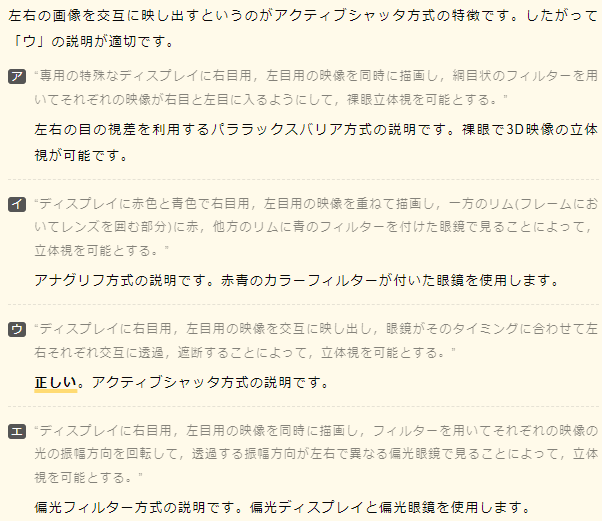 左右の画像を交互に映し出すというのがアクティブシャッタ方式の特徴です。したがって
「ウ」の説明が適切です。
ア “専用の特殊なディスプレイに右目用，左目用の映像を同時に描画し，網目状のフィルターを用
いてそれぞれの映像が右目と左目に入るようにして，裸眼立体視を可能とする。”
左右の目の視差を利用するパララックスバリア方式の説明です。裸眼で3D映像の立体
視が可能です。
イ “ディスプレイに赤色と青色で右目用，左目用の映像を重ねて描画し，一方のリム(フレームにお
いてレンズを囲む部分)に赤，他方のリムに青のフィルターを付けた眼鏡で見ることによって，
立体視を可能とする。”
アナグリフ方式の説明です。赤青のカラーフィルターが付いた眼鏡を使用します。
ウ “ディスプレイに右目用，左目用の映像を交互に映し出し，眼鏡がそのタイミングに合わせて左
右それぞれ交互に透過，遮断することによって，立体視を可能とする。”
正しい。アクティブシャッタ方式の説明です。
エ “ディスプレイに右目用，左目用の映像を同時に描画し，フィルターを用いてそれぞれの映像の
光の振幅方向を回転して，透過する振幅方向が左右で異なる偏光眼鏡で見ることによって，立体
視を可能とする。”
偏光フィルター方式の説明です。偏光ディスプレイと偏光眼鏡を使用します。